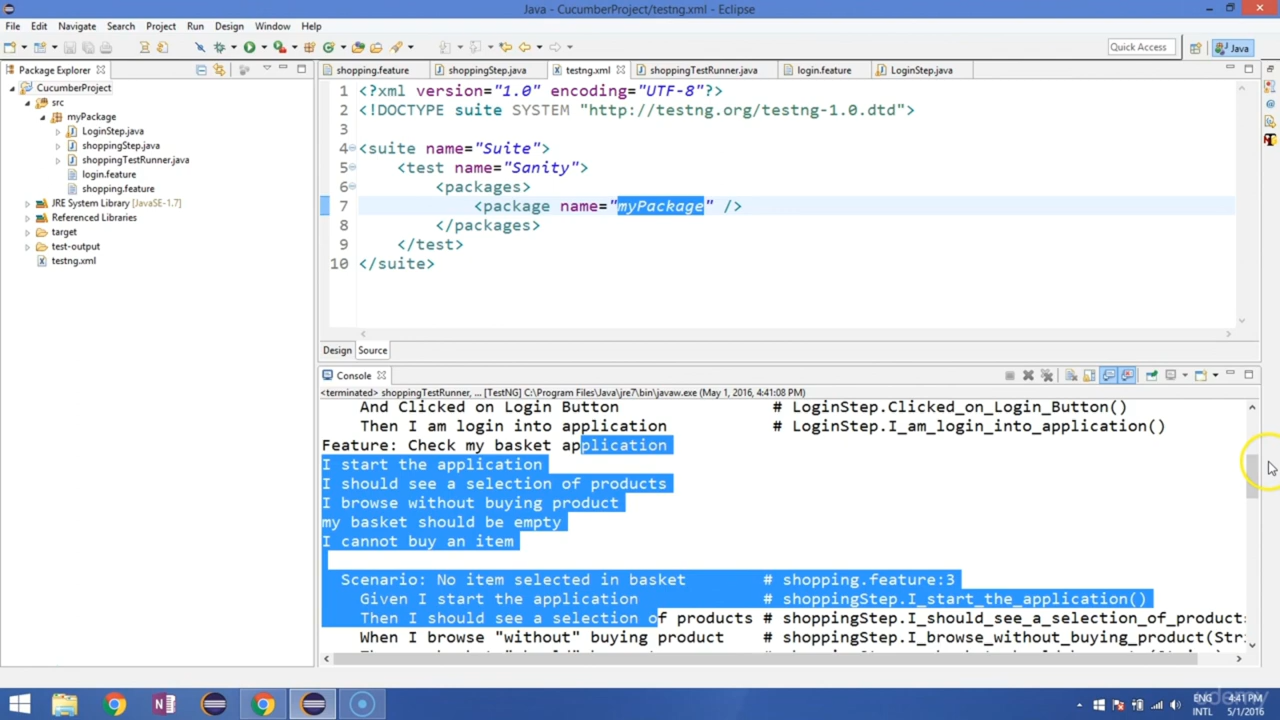 Java - CucumberProject/testng.xml - Eclipse
File Edit Navigate Search Project Run Design Window Help
Quick Access
Java
Package Explorer
shopping.feature
shoppingStep.java
testng.xml
shoppingTestRunner.java
login.feature
LoginStep.java
CucumberProject
src
myPackage
LoginStep.java
shoppingStep.java
shoppingTestRunner.java
login.feature
shopping.feature
JRE System Library [JavaSE-1.7]
Referenced Libraries
target
test-output
testng.xml
1 <?xml version="1.0" encoding="UTF-8"?>
2 <!DOCTYPE suite SYSTEM "http://testng.org/testng-1.0.dtd">
3
4 <suite name="Suite">
5 <test name="Sanity">
6 <packages>
7 <package name="myPackage" />
8 </packages>
9 </test>
10 </suite>
Design Source
Console
<terminated> shoppingTestRunner, ... [TestNG] C:\Program Files\Java\jre7\bin\javaw.exe (May 1, 2016, 4:41:08 PM)
And Clicked on Login Button # LoginStep.Clicked_on_Login_Button()
Then I am login into application # LoginStep.I_am_login_into_application()
Feature: Check my basket application
I start the application
I should see a selection of products
I browse without buying product
my basket should be empty
I cannot buy an item
Scenario: No item selected in basket # shopping.feature:3
Given I start the application # shoppingStep.I_start_the_application()
Then I should see a selection of products # shoppingStep.I_should_see_a_selection_of_product
When I browse "without" buying product # shoppingStep.I_browse_without_buying_product(Stri
ENG
INTL
4:41 PM
5/1/2016
udemy